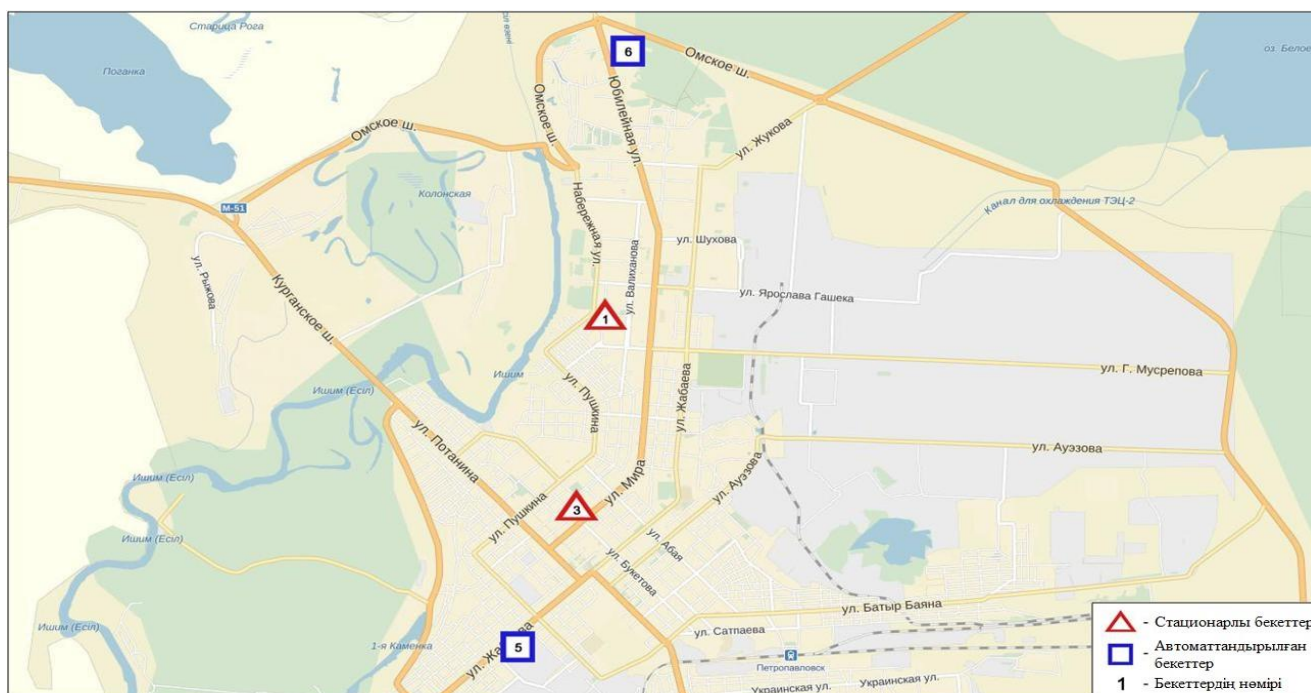 Старица Рога
Поганка
Омское ш.
Омское ш.
6
Юбилейная ул.
Омское ш.
оз. Белое
ул. Жукова
Колонская
М-51
Набережная ул.
Канал для охлаждения ТЭЦ-2
ул. Рыжова
Курганское ш.
ул. Валиханова
ул. Шухова
ул. Ярослава Гашека
1
Ишим
Ишим (Есіл)
ул. Пушкина
ул. Жабаева
ул. Г. Мусрепова
ул. Потанина
ул. Мира
ул. Ауэзова
ул. Ауэзова
Ишим (Есіл)
ул. Пушкина
3
Ишим (Есіл)
ул. Абая
ул. Букетова
ул. Батыр Баяна
ул. Сатпаева
Ишим (Есіл)
1-я Каменка
5
Петропавловск
Украинская ул.
Украинская ул.
- Стационарлы бекеттер
- Автоматтандырылған
бекеттер
1 - Бекеттердің нөмірі